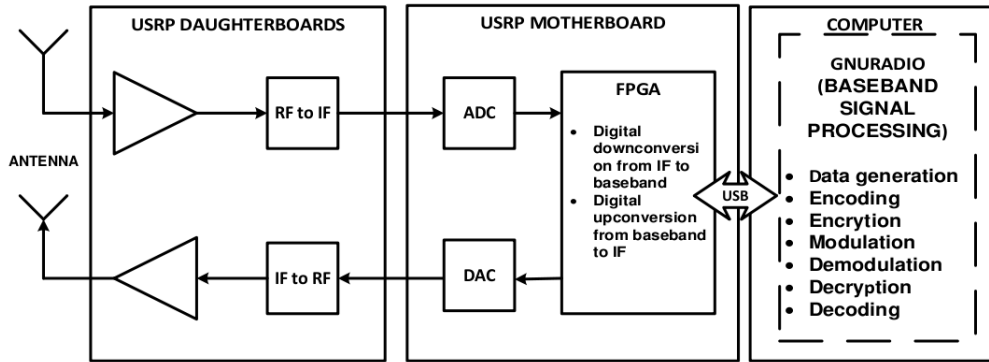 USRP DAUGHTERBOARDS
USRP MOTHERBOARD
COMPUTER
ANTENNA
RF to IF
IF to RF
ADC
DAC
FPGA
• Digital
downconversi
on from IF to
baseband
• Digital
upconversion
from baseband
to IF
USB
GNURADIO
(BASEBAND
SIGNAL
PROCESSING)
• Data generation
• Encoding
• Encrytion
• Modulation
• Demodulation
• Decryption
• Decoding